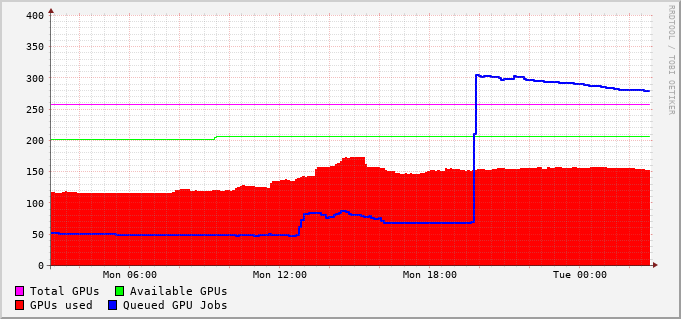 400
350
300
250
200
150
100
50
0
Mon 06:00 Mon 12:00 Mon 18:00 Tue 00:00
Total GPUs Available GPUs
GPUs used Queued GPU Jobs
RRDTOOL / TOBI OETIKER